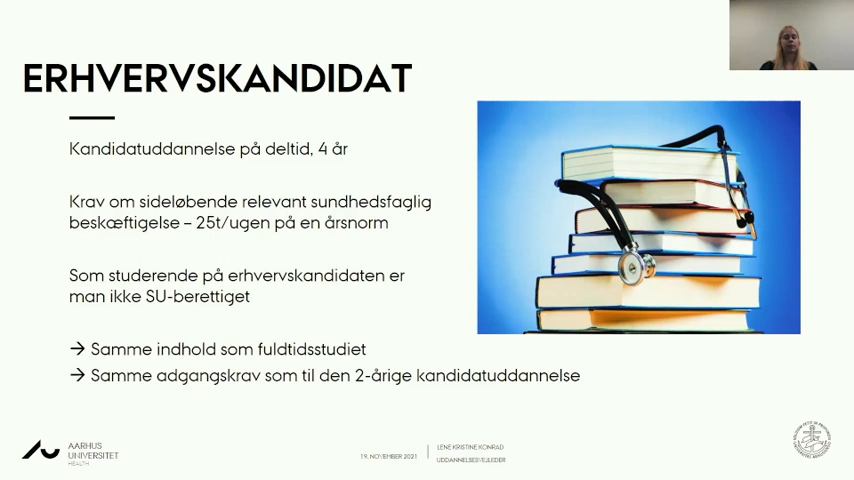 ERHVERVSKANDIDAT
Kandidatuddannelse på deltid, 4 år
Krav om sideløbende relevant sundhedsfaglig
beskæftigelse – 25t/ugen på en årsnorm
Som studerende på erhvervskandidaten er
man ikke SU-berettiget
→ Samme indhold som fuldtidsstudiet
→ Samme adgangskrav som til den 2-årige kandidatuddannelse
AARHUS
UNIVERSITET
HEALTH
19. NOVEMBER 2021
LENE KRISTINE KONRAD
UDDANNELSESVEJLEDER